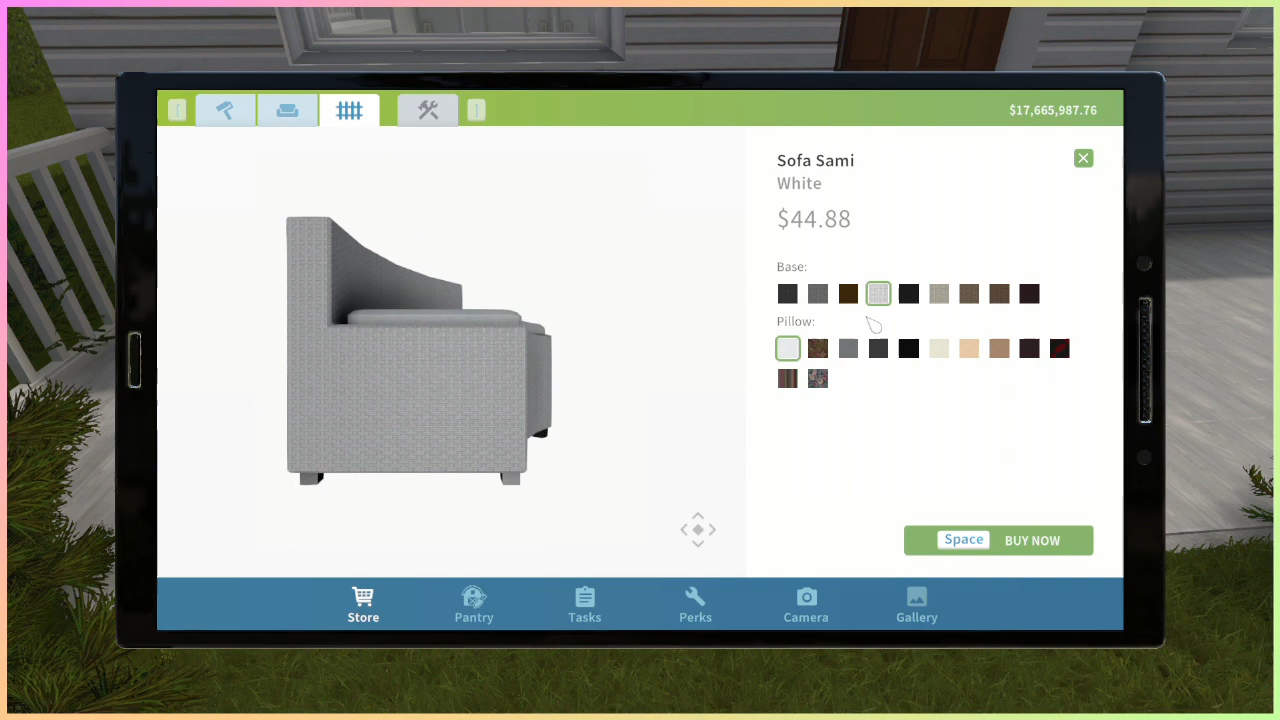 $17,665,987.76
Sofa Sami
White
$44.88
Base:
Pillow:
Space BUY NOW
Store Pantry Tasks Perks Camera Gallery